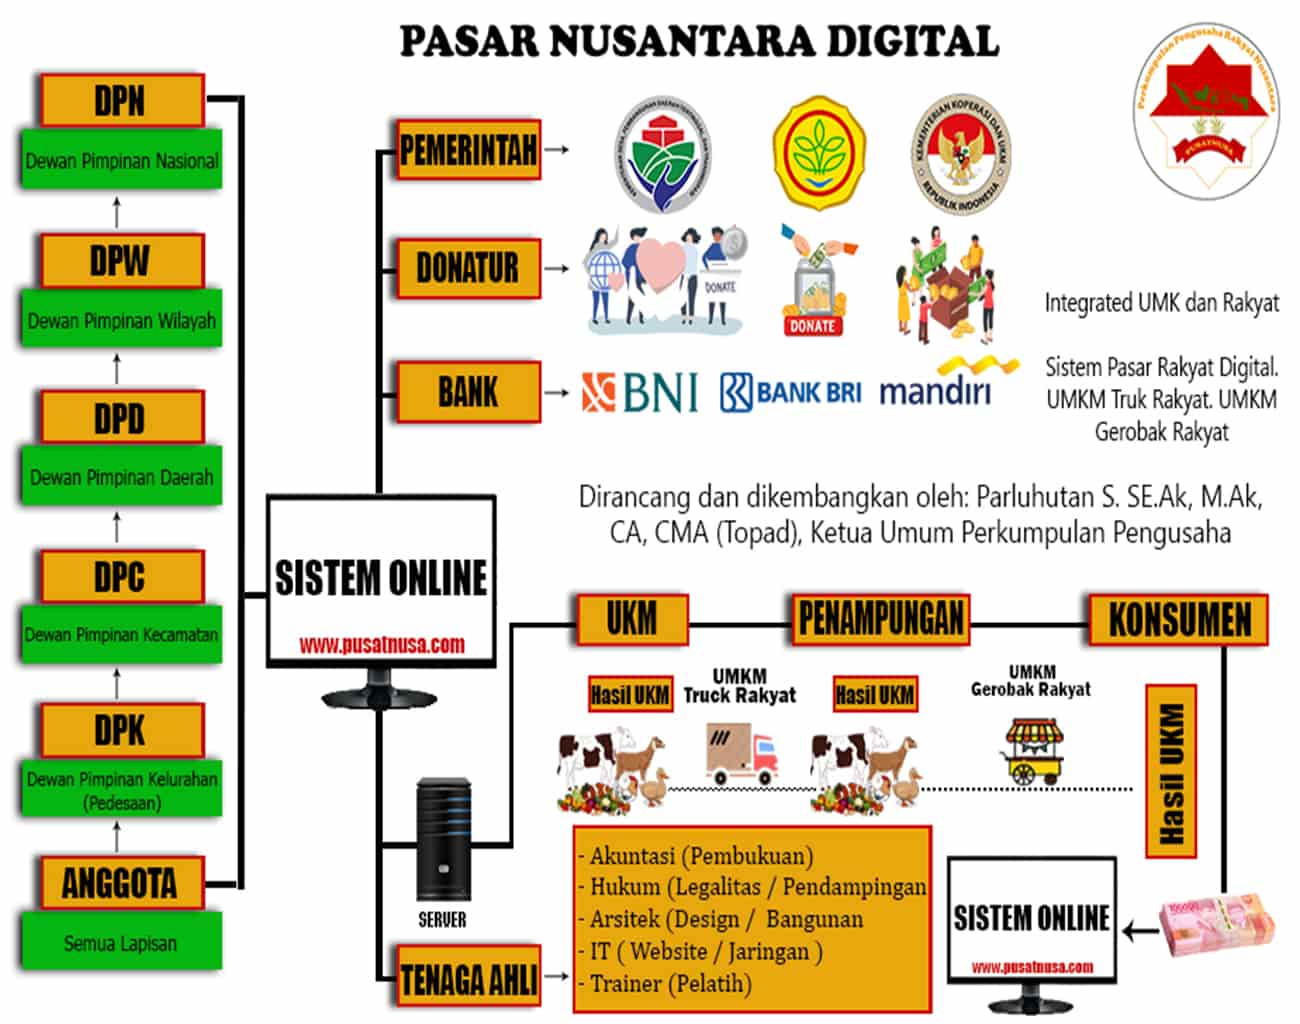 PASAR NUSANTARA DIGITAL
Perkumpulan Pengusaha Rakyat Nusantara
PUSATNUSA
DPN
Dewan Pimpinan Nasional
DPW
Dewan Pimpinan Wilayah
DPD
Dewan Pimpinan Daerah
DPC
Dewan Pimpinan Kecamatan
DPK
Dewan Pimpinan Kelurahan
(Pedesaan)
ANGGOTA
Semua Lapisan
PEMERINTAH
KEMENTERIAN KOPERASI DAN UKM
REPUBLIK INDONESIA
DONATUR
DONATE
DONATE
BANK
BNI
BANK BRI
mandiri
Integrated UMK dan Rakyat
Sistem Pasar Rakyat Digital.
UMKM Truk Rakyat. UMKM
Gerobak Rakyat
Dirancang dan dikembangkan oleh: Parluhutan S. SE.Ak, M.Ak,
CA, CMA (Topad), Ketua Umum Perkumpulan Pengusaha
SISTEM ONLINE
www.pusatnusa.com
UKM
PENAMPUNGAN
KONSUMEN
Hasil UKM
UMKM
Truck Rakyat
Hasil UKM
UMKM
Gerobak Rakyat
Hasil UKM
SERVER
TENAGA AHLI
- Akuntasi (Pembukuan)
- Hukum (Legalitas / Pendampingan
- Arsitek (Design / Bangunan
- IT ( Website / Jaringan )
- Trainer (Pelatih)
SISTEM ONLINE
www.pusatnusa.com
100000